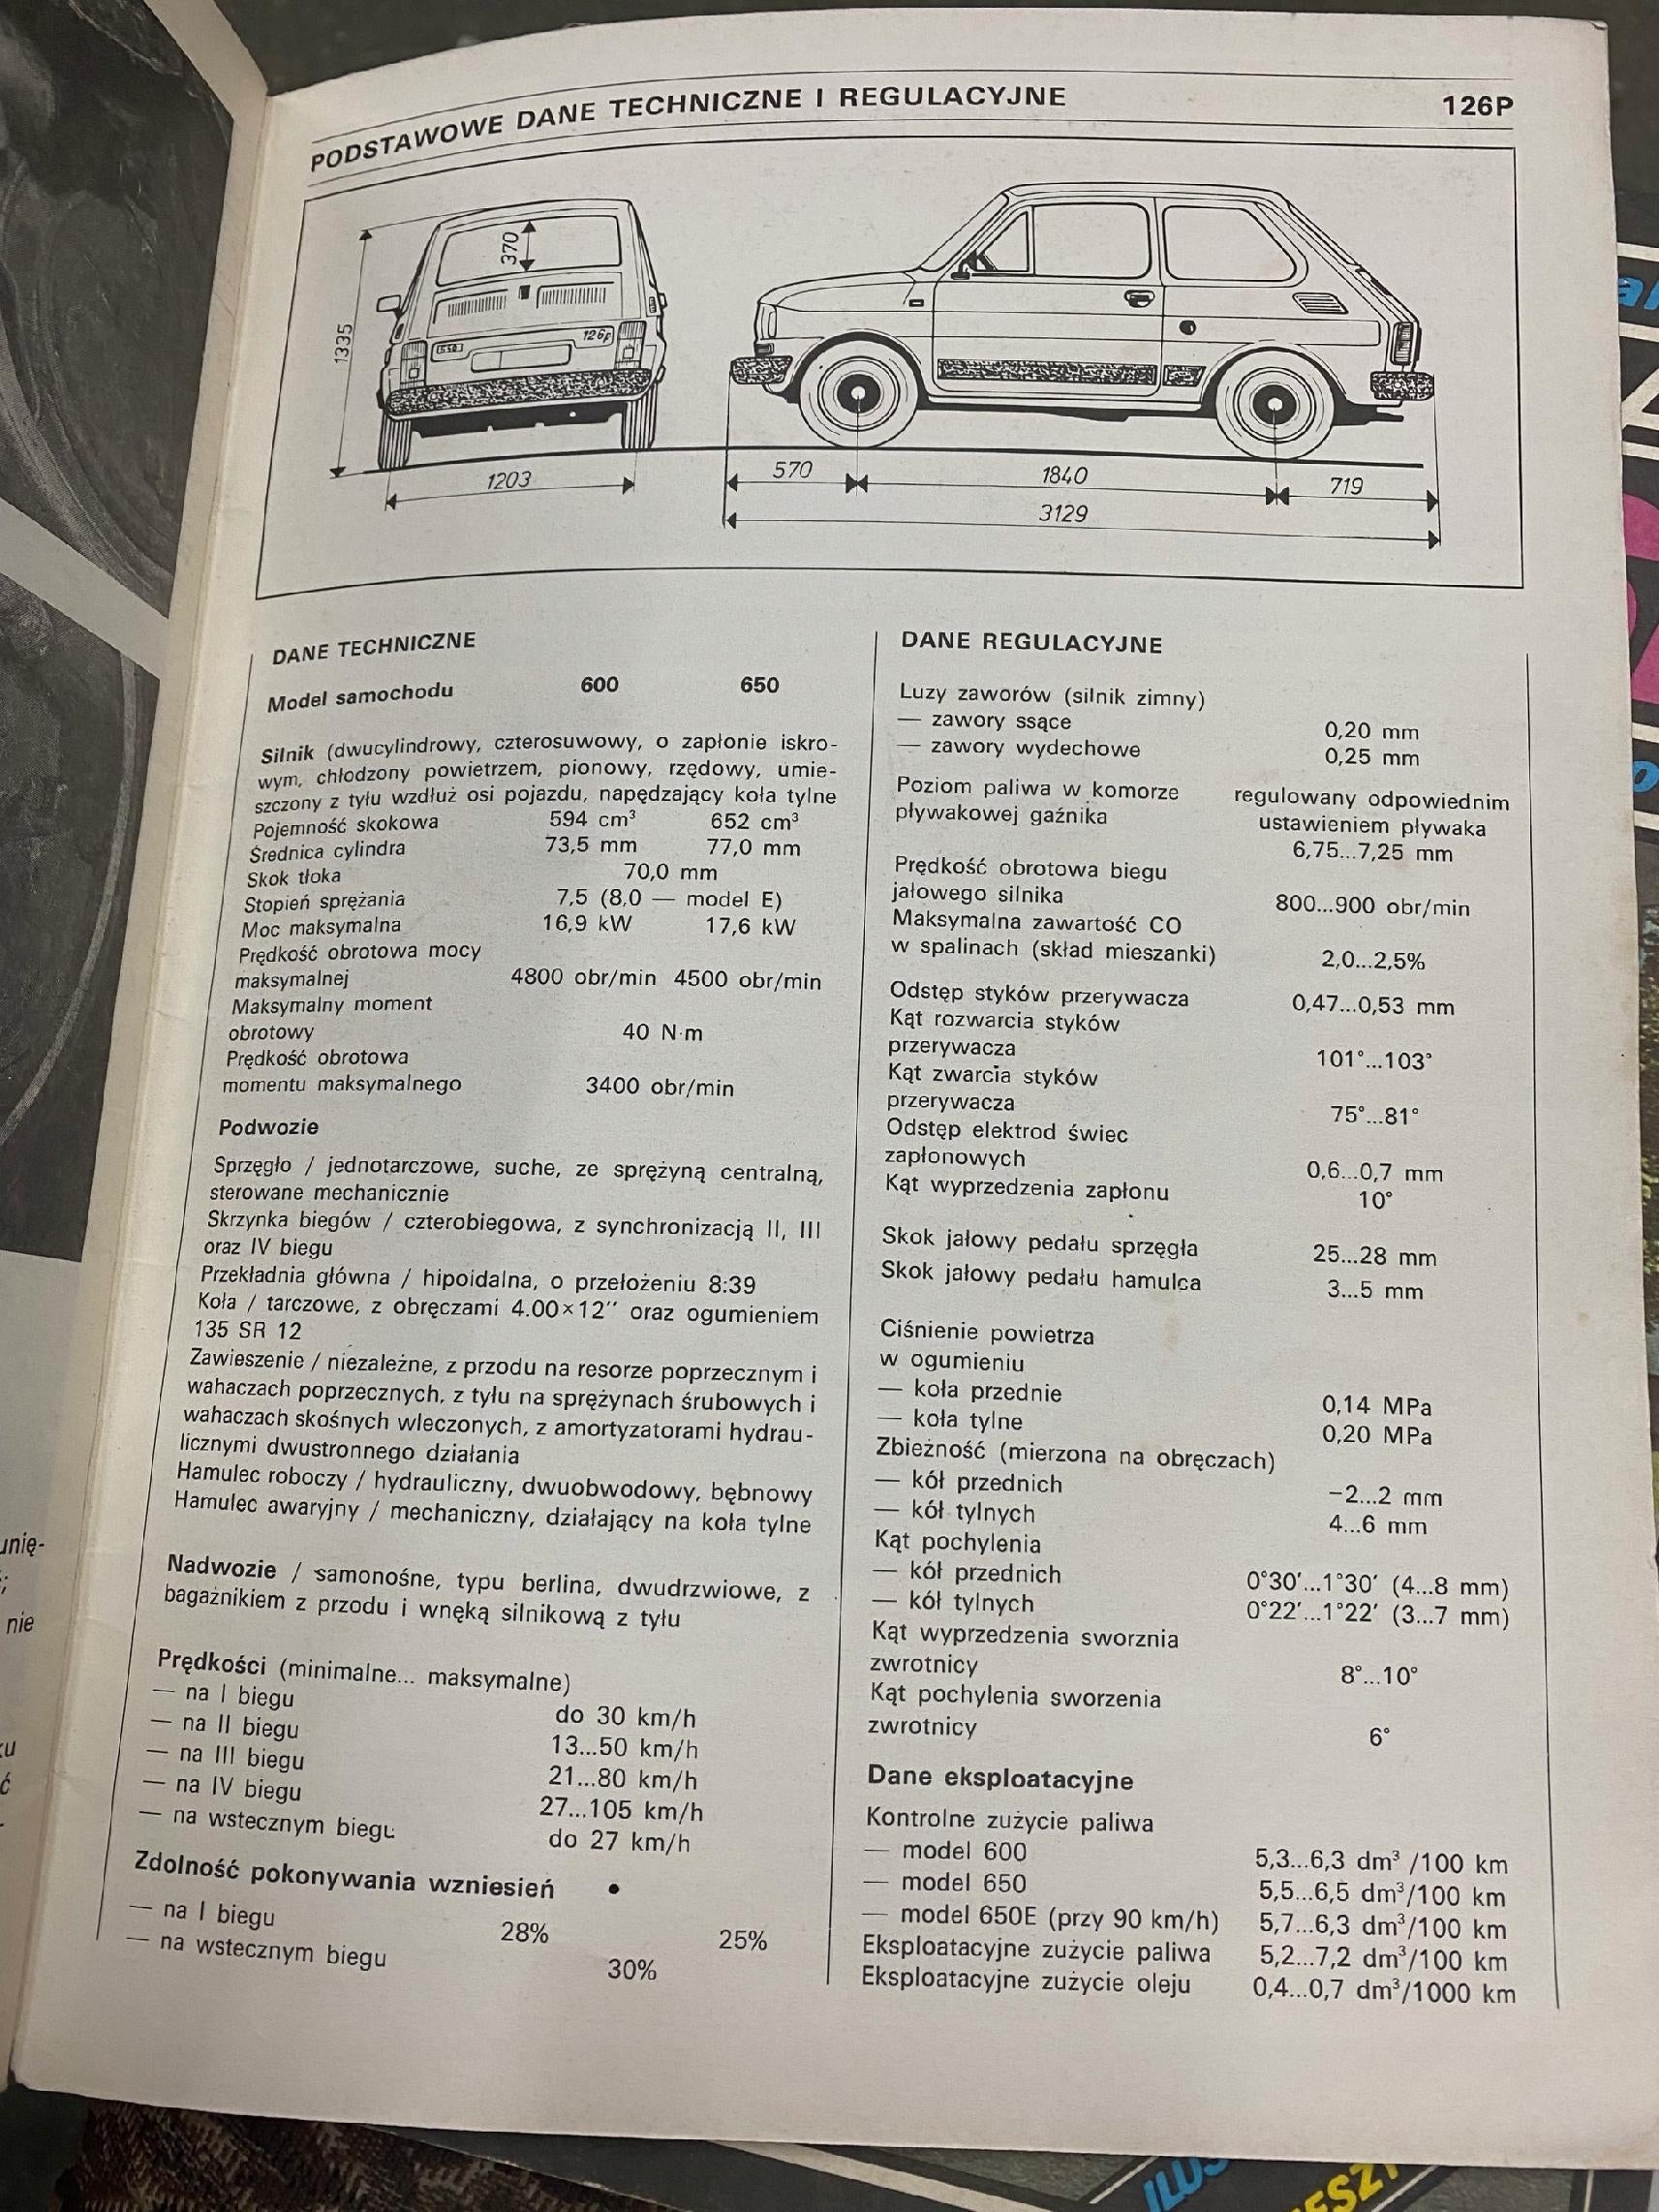 PODSTAWOWE DANE TECHNICZNE I REGULACYJNE 126P
370
1335
650
126p
1203
570
1840
719
3129
DANE TECHNICZNE
Model samochodu 600 650
Silnik (dwucylindrowy, czterosuwowy, o zapłonie iskro-
wym, chłodzony powietrzem, pionowy, rzędowy, umie-
szczony z tyłu wzdłuż osi pojazdu, napędzający koła tylne
Pojemność skokowa 594 cm³ 652 cm³
Średnica cylindra 73,5 mm 77,0 mm
Skok tłoka 70,0 mm
Stopień sprężania 7,5 (8,0 — model E)
Moc maksymalna 16,9 kW 17,6 kW
Prędkość obrotowa mocy
maksymalnej 4800 obr/min 4500 obr/min
Maksymalny moment
obrotowy 40 N·m
Prędkość obrotowa
momentu maksymalnego 3400 obr/min
Podwozie
Sprzęgło / jednotarczowe, suche, ze sprężyną centralną,
sterowane mechanicznie
Skrzynka biegów / czterobiegowa, z synchronizacją II, III
oraz IV biegu
Przekładnia główna / hipoidalna, o przełożeniu 8:39
Koła / tarczowe, z obręczami 4.00×12″ oraz ogumieniem
135 SR 12
Zawieszenie / niezależne, z przodu na resorze poprzecznym i
wahaczach poprzecznych, z tyłu na sprężynach śrubowych i
wahaczach skośnych wleczonych, z amortyzatorami hydrau-
licznymi dwustronnego działania
Hamulec roboczy / hydrauliczny, dwuobwodowy, bębnowy
Hamulec awaryjny / mechaniczny, działający na koła tylne
Nadwozie / samonośne, typu berlina, dwudrzwiowe, z
bagażnikiem z przodu i wnęką silnikową z tyłu
Prędkości (minimalne... maksymalne)
— na I biegu do 30 km/h
— na II biegu 13...50 km/h
— na III biegu 21...80 km/h
— na IV biegu 27...105 km/h
— na wstecznym biegu do 27 km/h
Zdolność pokonywania wzniesień
— na I biegu 28% 25%
— na wstecznym biegu 30%
DANE REGULACYJNE
Luzy zaworów (silnik zimny)
— zawory ssące 0,20 mm
— zawory wydechowe 0,25 mm
Poziom paliwa w komorze regulowany odpowiednim
pływakowej gaźnika ustawieniem pływaka
6,75...7,25 mm
Prędkość obrotowa biegu
jałowego silnika 800...900 obr/min
Maksymalna zawartość CO
w spalinach (skład mieszanki) 2,0...2,5%
Odstęp styków przerywacza 0,47...0,53 mm
Kąt rozwarcia styków
przerywacza 101°...103°
Kąt zwarcia styków
przerywacza 75°...81°
Odstęp elektrod świec
zapłonowych 0,6...0,7 mm
Kąt wyprzedzenia zapłonu 10°
Skok jałowy pedału sprzęgła 25...28 mm
Skok jałowy pedału hamulca 3...5 mm
Ciśnienie powietrza
w ogumieniu
— koła przednie 0,14 MPa
— koła tylne 0,20 MPa
Zbieżność (mierzona na obręczach)
— kół przednich −2...2 mm
— kół tylnych 4...6 mm
Kąt pochylenia
— kół przednich 0°30′...1°30′ (4...8 mm)
— kół tylnych 0°22′...1°22′ (3...7 mm)
Kąt wyprzedzenia sworznia
zwrotnicy 8°...10°
Kąt pochylenia sworzenia
zwrotnicy 6°
Dane eksploatacyjne
Kontrolne zużycie paliwa
— model 600 5,3...6,3 dm³ /100 km
— model 650 5,5...6,5 dm³/100 km
— model 650E (przy 90 km/h) 5,7...6,3 dm³/100 km
Eksploatacyjne zużycie paliwa 5,2...7,2 dm³/100 km
Eksploatacyjne zużycie oleju 0,4...0,7 dm³/1000 km
nie